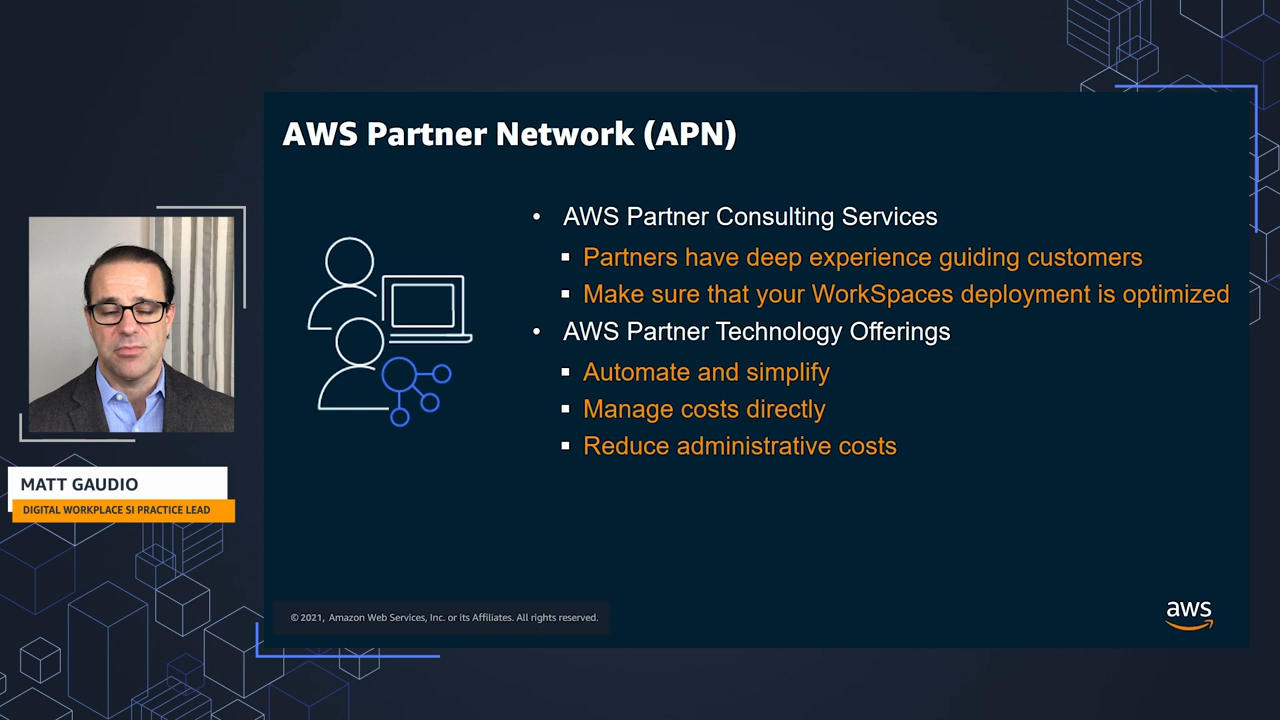 AWS Partner Network (APN)
• AWS Partner Consulting Services
▪ Partners have deep experience guiding customers
▪ Make sure that your WorkSpaces deployment is optimized
• AWS Partner Technology Offerings
▪ Automate and simplify
▪ Manage costs directly
▪ Reduce administrative costs
MATT GAUDIO
DIGITAL WORKPLACE SI PRACTICE LEAD
© 2021, Amazon Web Services, Inc. or its Affiliates. All rights reserved.
aws